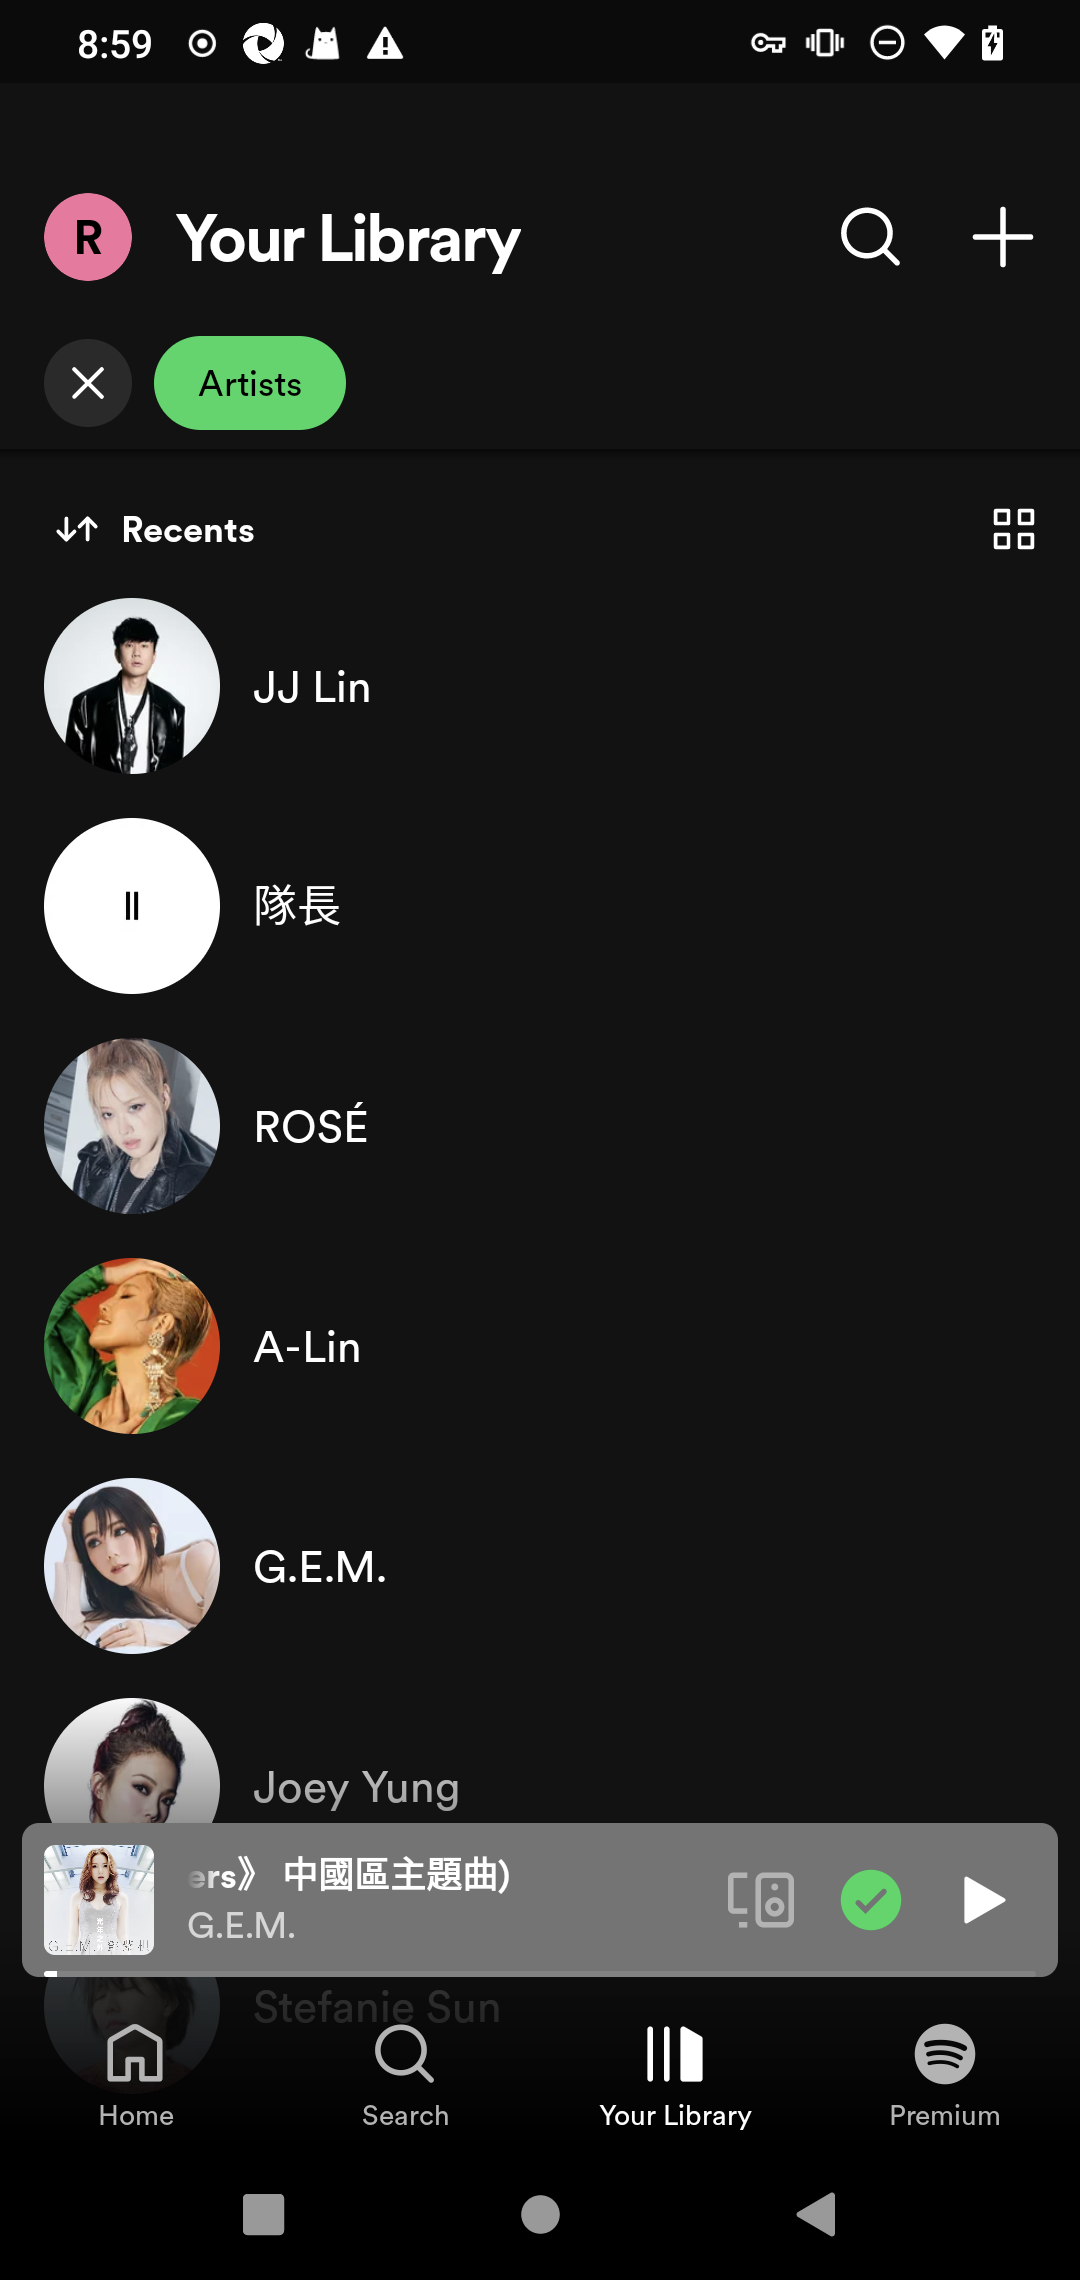 8:59
R
Your Library
Artists
Recents
JJ Lin
隊長
ROSÉ
A-Lin
G.E.M.
Joey Yung
ers》 中國區主題曲)
G.E.M.
Stefanie Sun
Home
Search
Your Library
Premium